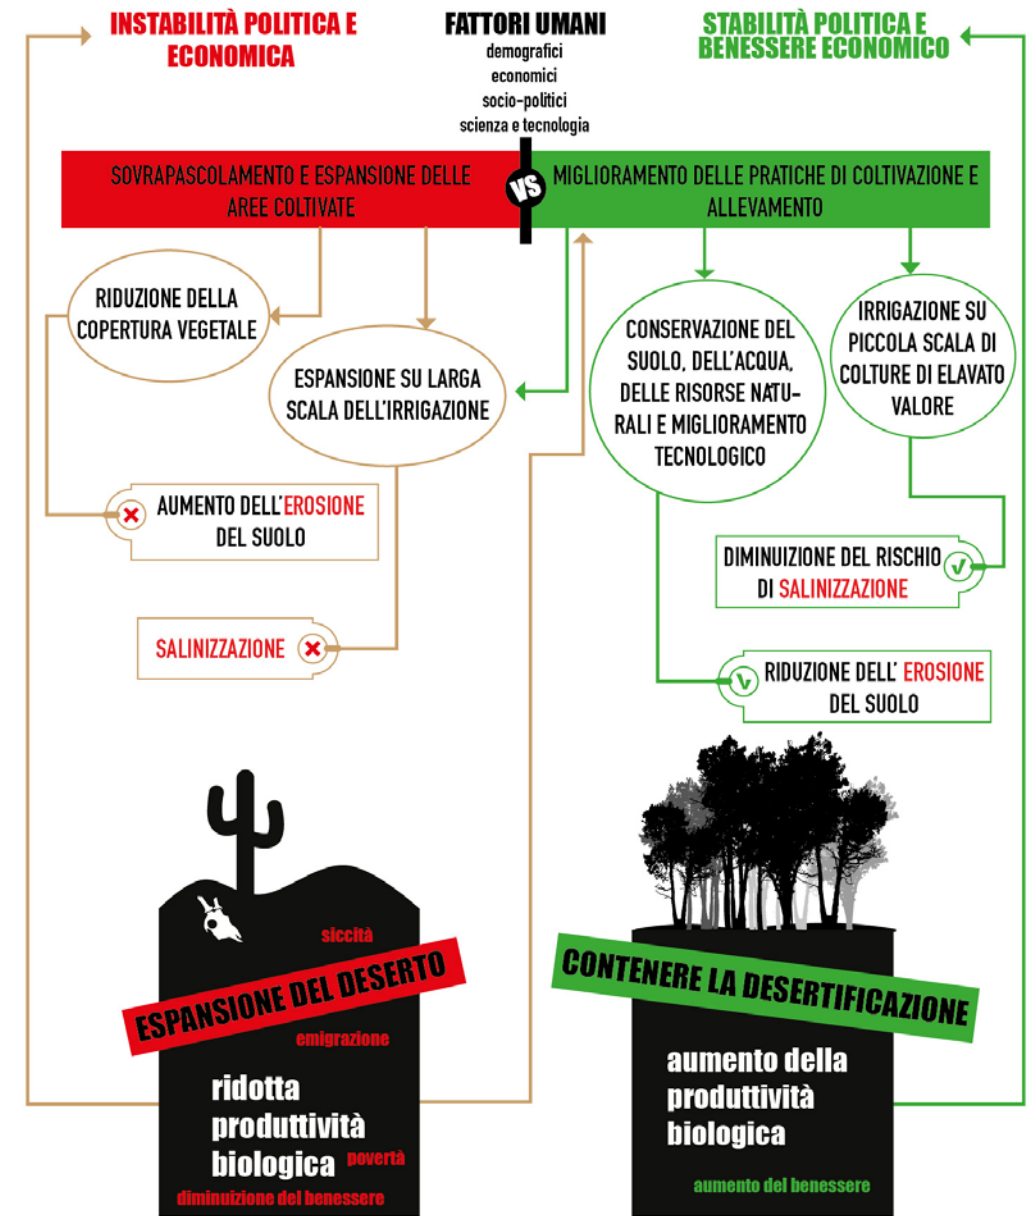 INSTABILITÀ POLITICA E
ECONOMICA
FATTORI UMANI
demografici
economici
socio-politici
scienza e tecnologia
STABILITÀ POLITICA E
BENESSERE ECONOMICO
SOVRAPASCOLAMENTO E ESPANSIONE DELLE
AREE COLTIVATE
VS
MIGLIORAMENTO DELLE PRATICHE DI COLTIVAZIONE E
ALLEVAMENTO
RIDUZIONE DELLA
COPERTURA VEGETALE
ESPANSIONE SU LARGA
SCALA DELL'IRRIGAZIONE
CONSERVAZIONE DEL
SUOLO, DELL'ACQUA,
DELLE RISORSE NATU-
RALI E MIGLIORAMENTO
TECNOLOGICO
IRRIGAZIONE SU
PICCOLA SCALA DI
COLTURE DI ELAVATO
VALORE
AUMENTO DELL'EROSIONE
DEL SUOLO
SALINIZZAZIONE
DIMINUIZIONE DEL RISCHIO
DI SALINIZZAZIONE
RIDUZIONE DELL' EROSIONE
DEL SUOLO
siccità
ESPANSIONE DEL DESERTO
emigrazione
ridotta
produttività
biologica
povertà
diminuizione del benessere
CONTENERE LA DESERTIFICAZIONE
aumento della
produttività
biologica
aumento del benessere